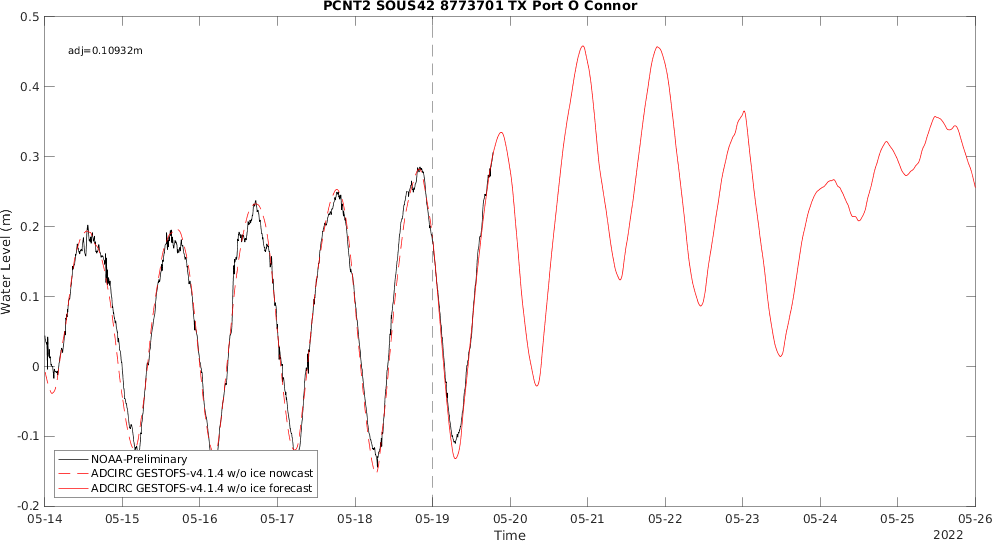 PCNT2 SOUS42 8773701 TX Port O Connor
adj=0.10932m
Water Level (m)
0.5
0.4
0.3
0.2
0.1
0
-0.1
-0.2
NOAA-Preliminary
ADCIRC GESTOFS-v4.1.4 w/o ice nowcast
ADCIRC GESTOFS-v4.1.4 w/o ice forecast
05-14 05-15 05-16 05-17 05-18 05-19 05-20 05-21 05-22 05-23 05-24 05-25 05-26
Time
2022